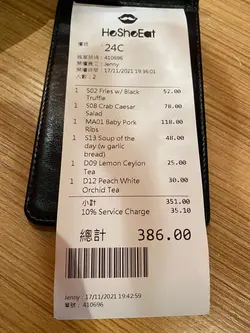 HeSheEat
檯號
24C
410696
Jenny
17/11/2021 19:36:01
人數：2
1 S02 Fries w/ Black 52.00
Truffle
1 S08 Crab Caesar 78.00
Salad
1 MA01 Baby Pork 118.00
Ribs
1 S13 Soup of the 48.00
day (w garlic
bread)
1 D09 Lemon Ceylon 25.00
Tea
1 D12 Peach White 30.00
Orchid Tea
小計 351.00
10% Service Charge 35.10
總計 386.00
Jenny：17/11/2021 19:42:59
單號：410696